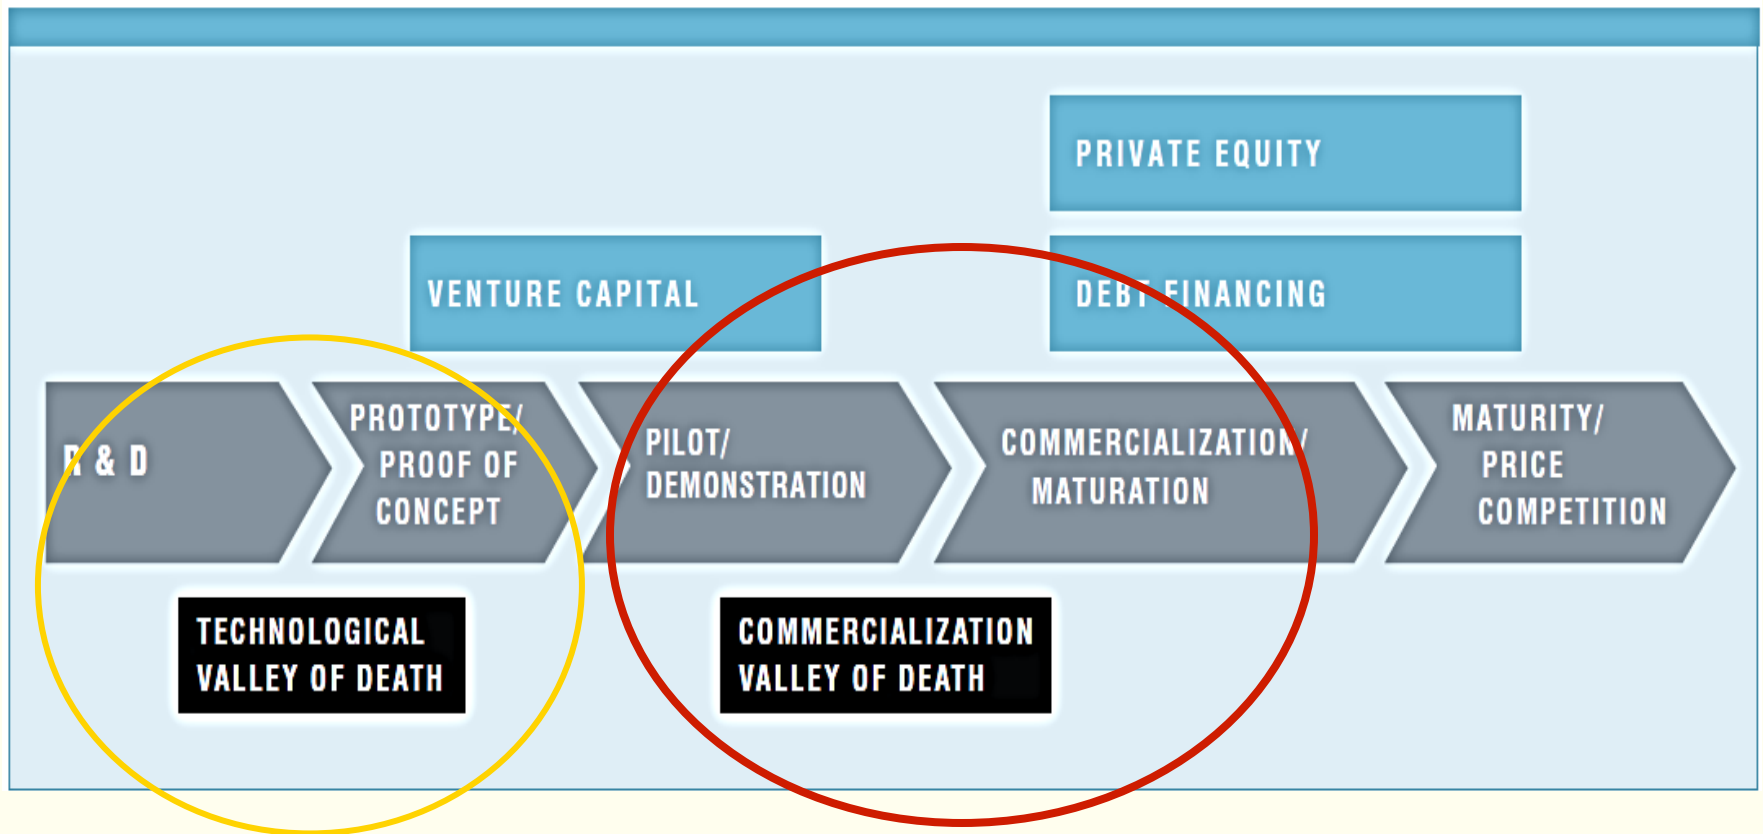 PRIVATE EQUITY
VENTURE CAPITAL
DEBT FINANCING
R & D
PROTOTYPE/
PROOF OF
CONCEPT
PILOT/
DEMONSTRATION
COMMERCIALIZATION/
MATURATION
MATURITY/
PRICE
COMPETITION
TECHNOLOGICAL
VALLEY OF DEATH
COMMERCIALIZATION
VALLEY OF DEATH